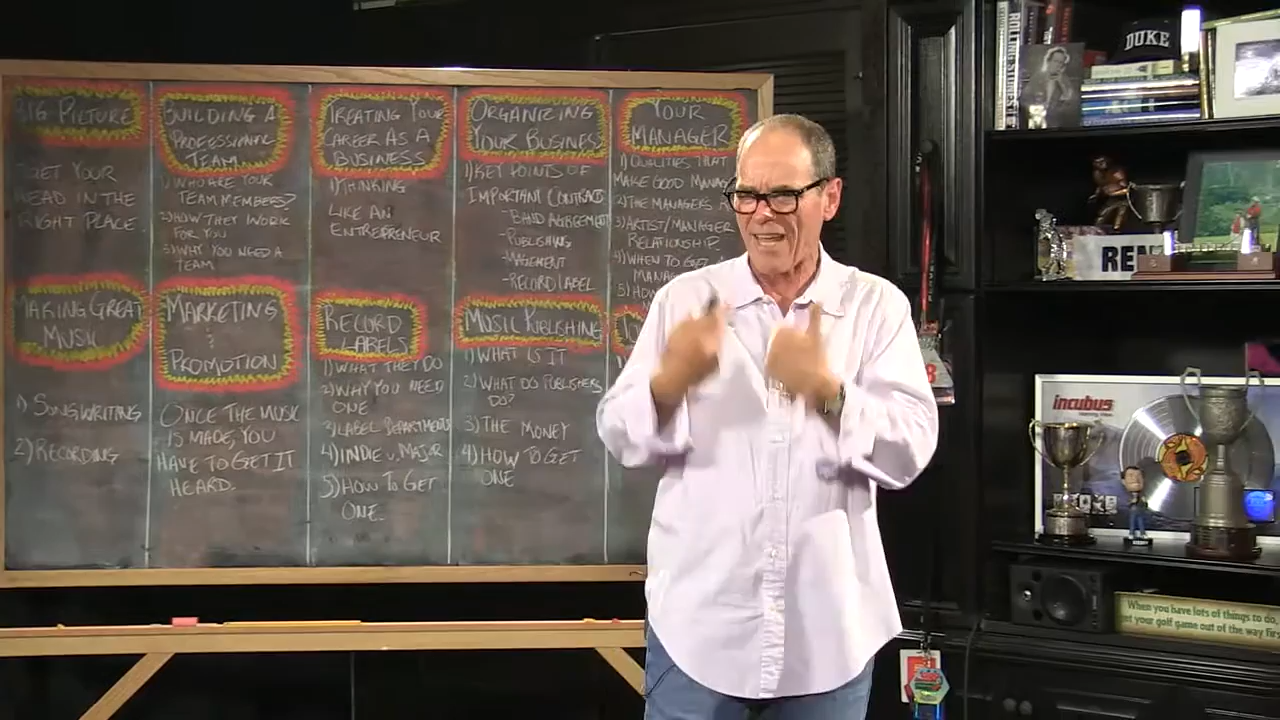 BIG PICTURE
GET YOUR
HEAD IN THE
RIGHT PLACE
BUILDING A
PROFESSIONAL
TEAM
1) WHO ARE YOUR
TEAM MEMBERS?
2) HOW THEY WORK
FOR YOU
3) WHY YOU NEED A
TEAM
TREATING YOUR
CAREER AS A
BUSINESS
1) THINKING
LIKE AN
ENTREPRENEUR
ORGANIZING
YOUR BUSINESS
1) KEY POINTS OF
IMPORTANT CONTRACTS
- BAND AGREEMENT
- PUBLISHING
- MAGEMENT
- RECORD LABEL
YOUR
MANAGER
1) QUALITIES THAT
MAKE GOOD
2) THE MANAGERS
3) ARTIST/MANAGER
RELATIONSHIP
4) WHEN TO GET A
5) HOW
MAKING GREAT
MUSIC
1) SONGWRITING
2) RECORDING
MARKETING
&
PROMOTION
ONCE THE MUSIC
IS MADE, YOU
HAVE TO GET IT
HEARD.
RECORD
LABELS
1) WHAT THEY DO
2) WHY YOU NEED
ONE
3) LABEL DEPARTMENTS
4) INDIE v. MAJOR
5) HOW TO GET
ONE.
MUSIC PUBLISHING
1) WHAT IS IT
2) WHAT DO PUBLISHERS
DO?
3) THE MONEY
4) HOW TO GET
ONE
DUKE
ROLLING STONES
REN
incubus
When you have lots of things to do,
get your golf game out of the way first